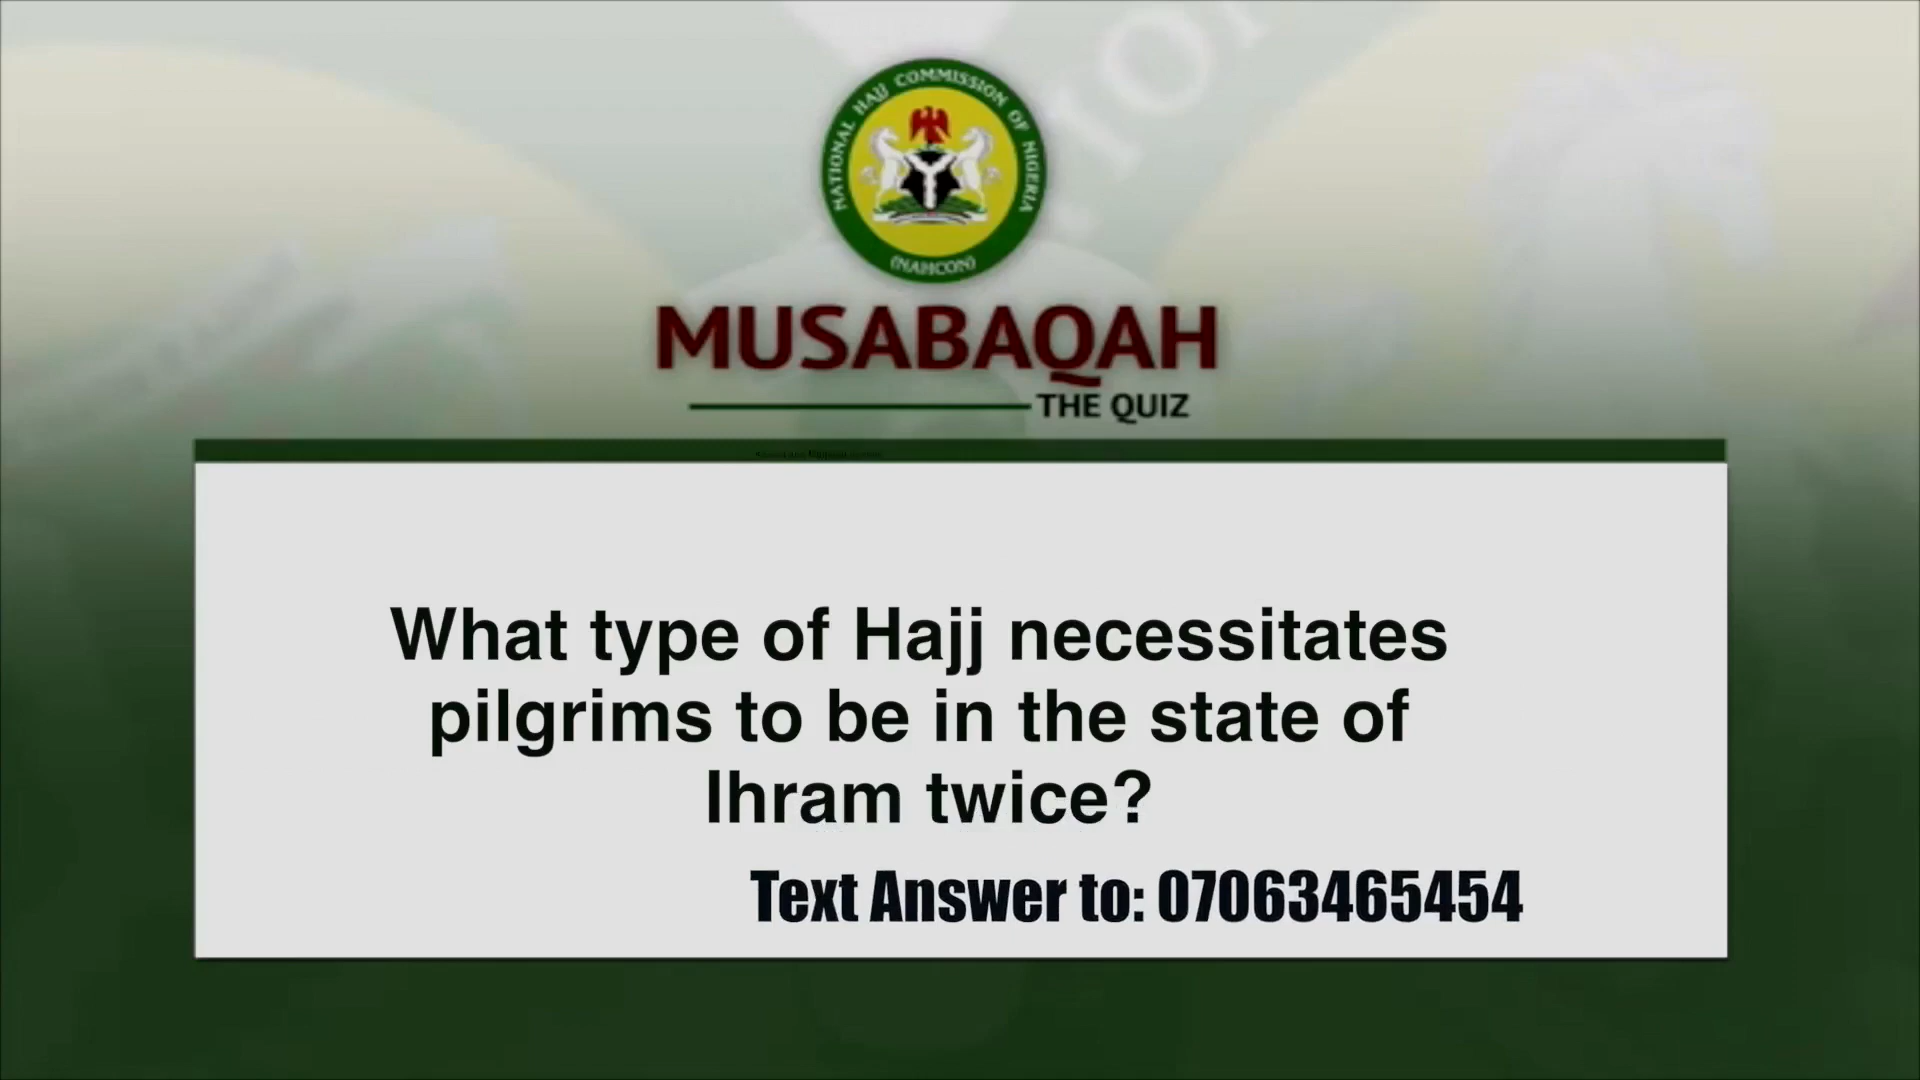 NATIONAL HAJJ COMMISSION OF NIGERIA
(NAHCON)
MUSABAQAH
THE QUIZ
What type of Hajj necessitates
pilgrims to be in the state of
Ihram twice?
Text Answer to: 07063465454